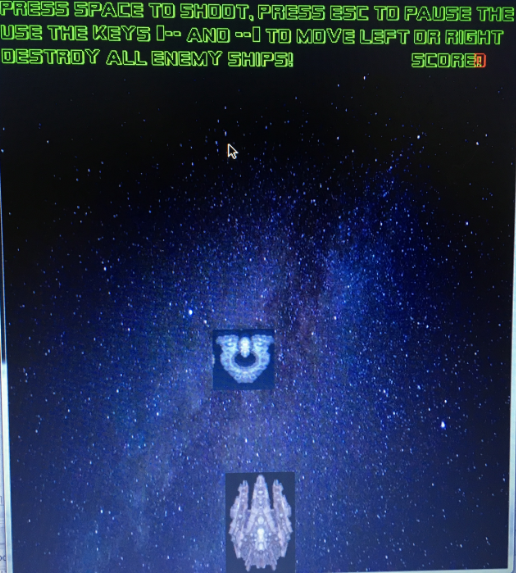 PRESS SPACE TO SHOOT, PRESS ESC TO PAUSE THE
USE THE KEYS |-- AND --| TO MOVE LEFT OR RIGHT
DESTROY ALL ENEMY SHIPS! SCORE: